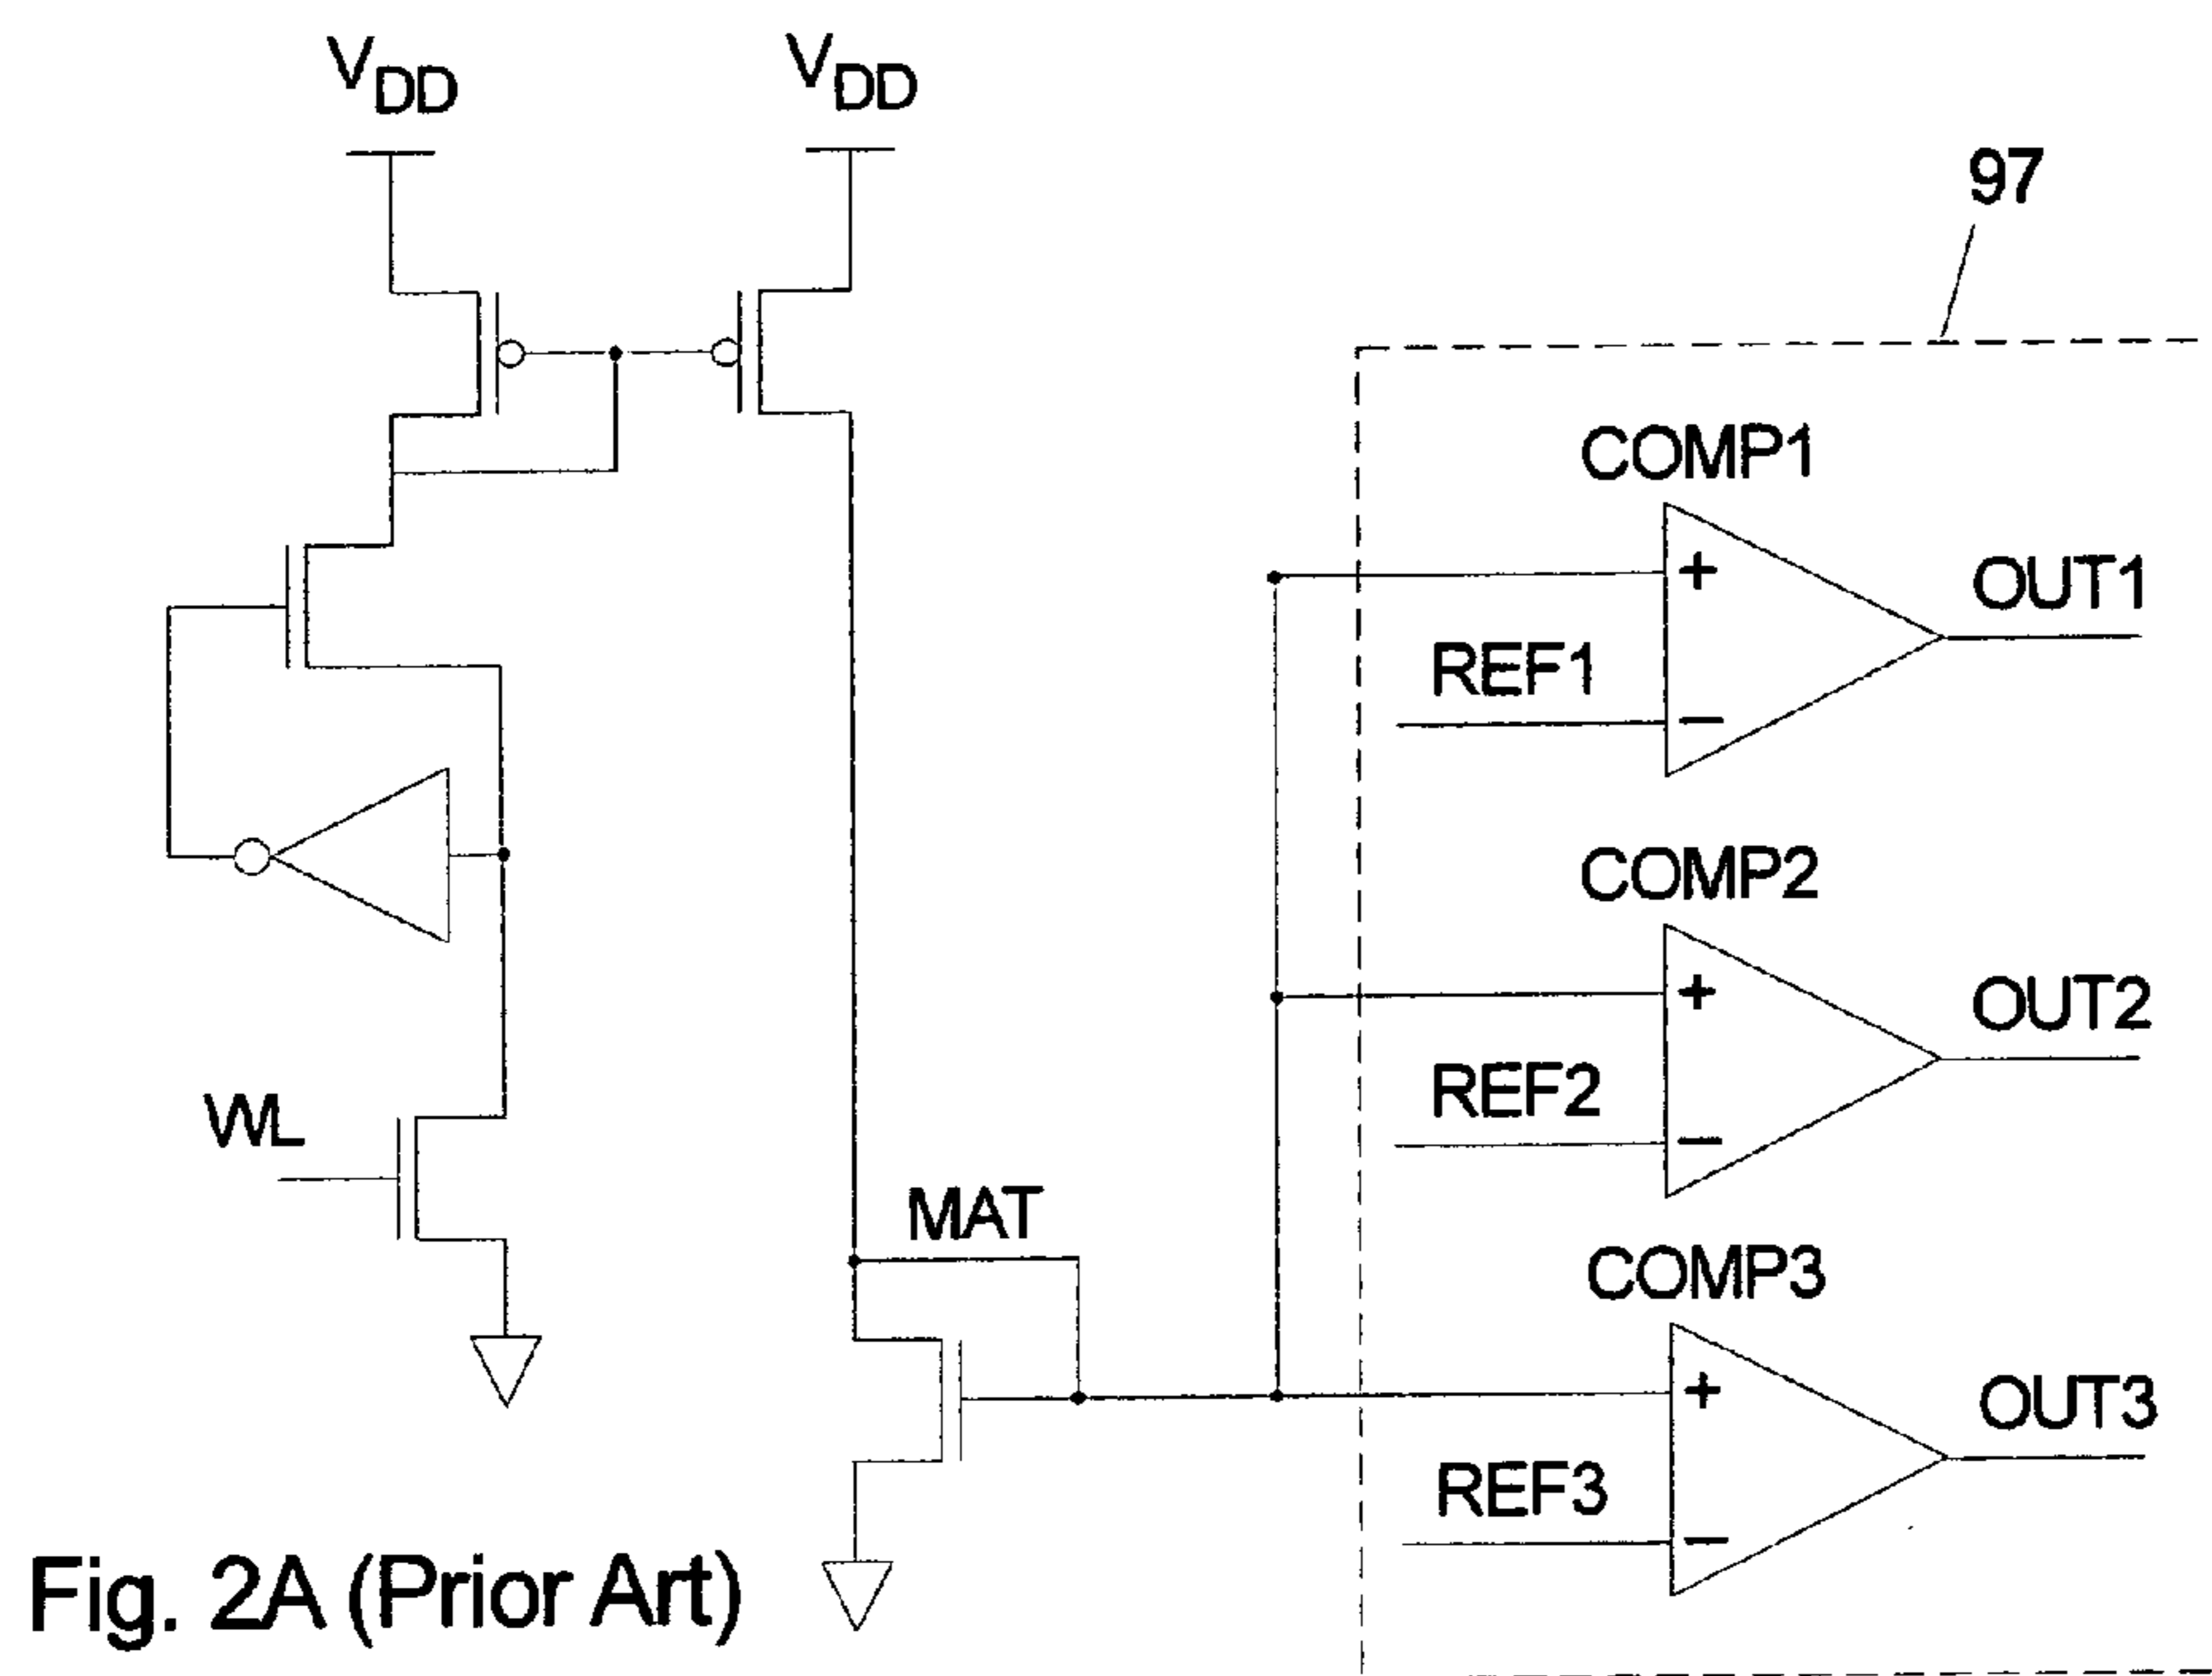 VDD
VDD
97
COMP1
+
OUT1
REF1
−
COMP2
+
OUT2
REF2
−
WL
MAT
COMP3
+
OUT3
REF3
−
Fig. 2A (Prior Art)